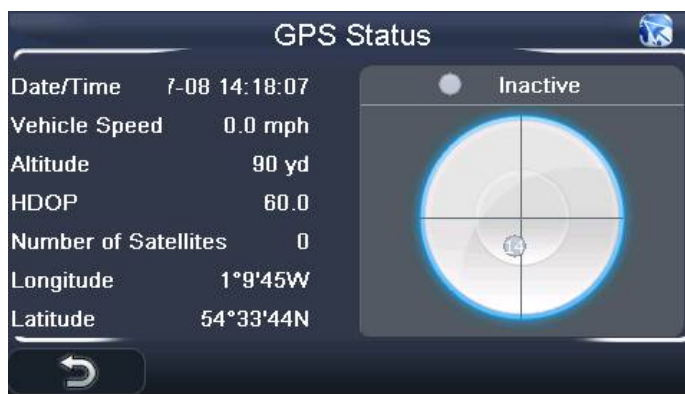 GPS Status
Date/Time 7-08 14:18:07
Vehicle Speed 0.0 mph
Altitude 90 yd
HDOP 60.0
Number of Satellites 0
Longitude 1°9'45W
Latitude 54°33'44N
Inactive
14